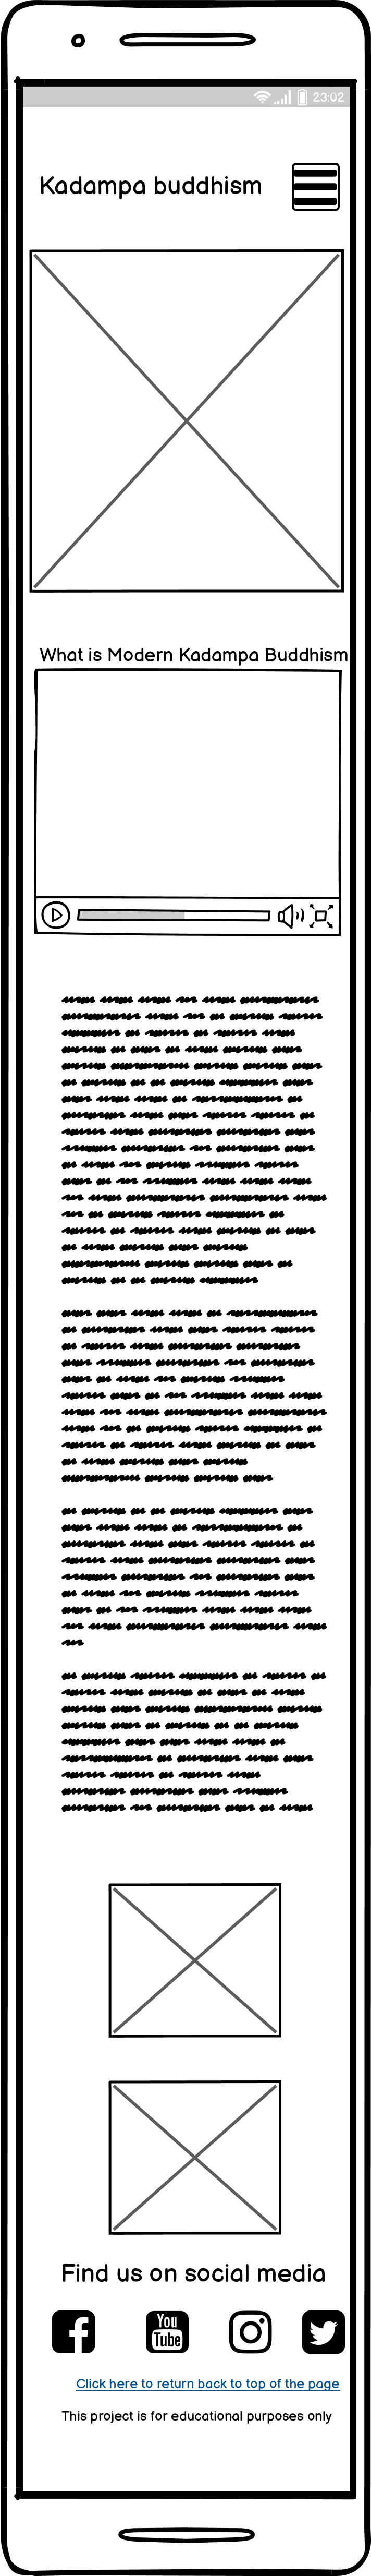 23:02
Kadampa buddhism
What is Modern Kadampa Buddhism
Find us on social media
You
Tube
Click here to return back to top of the page
This project is for educational purposes only